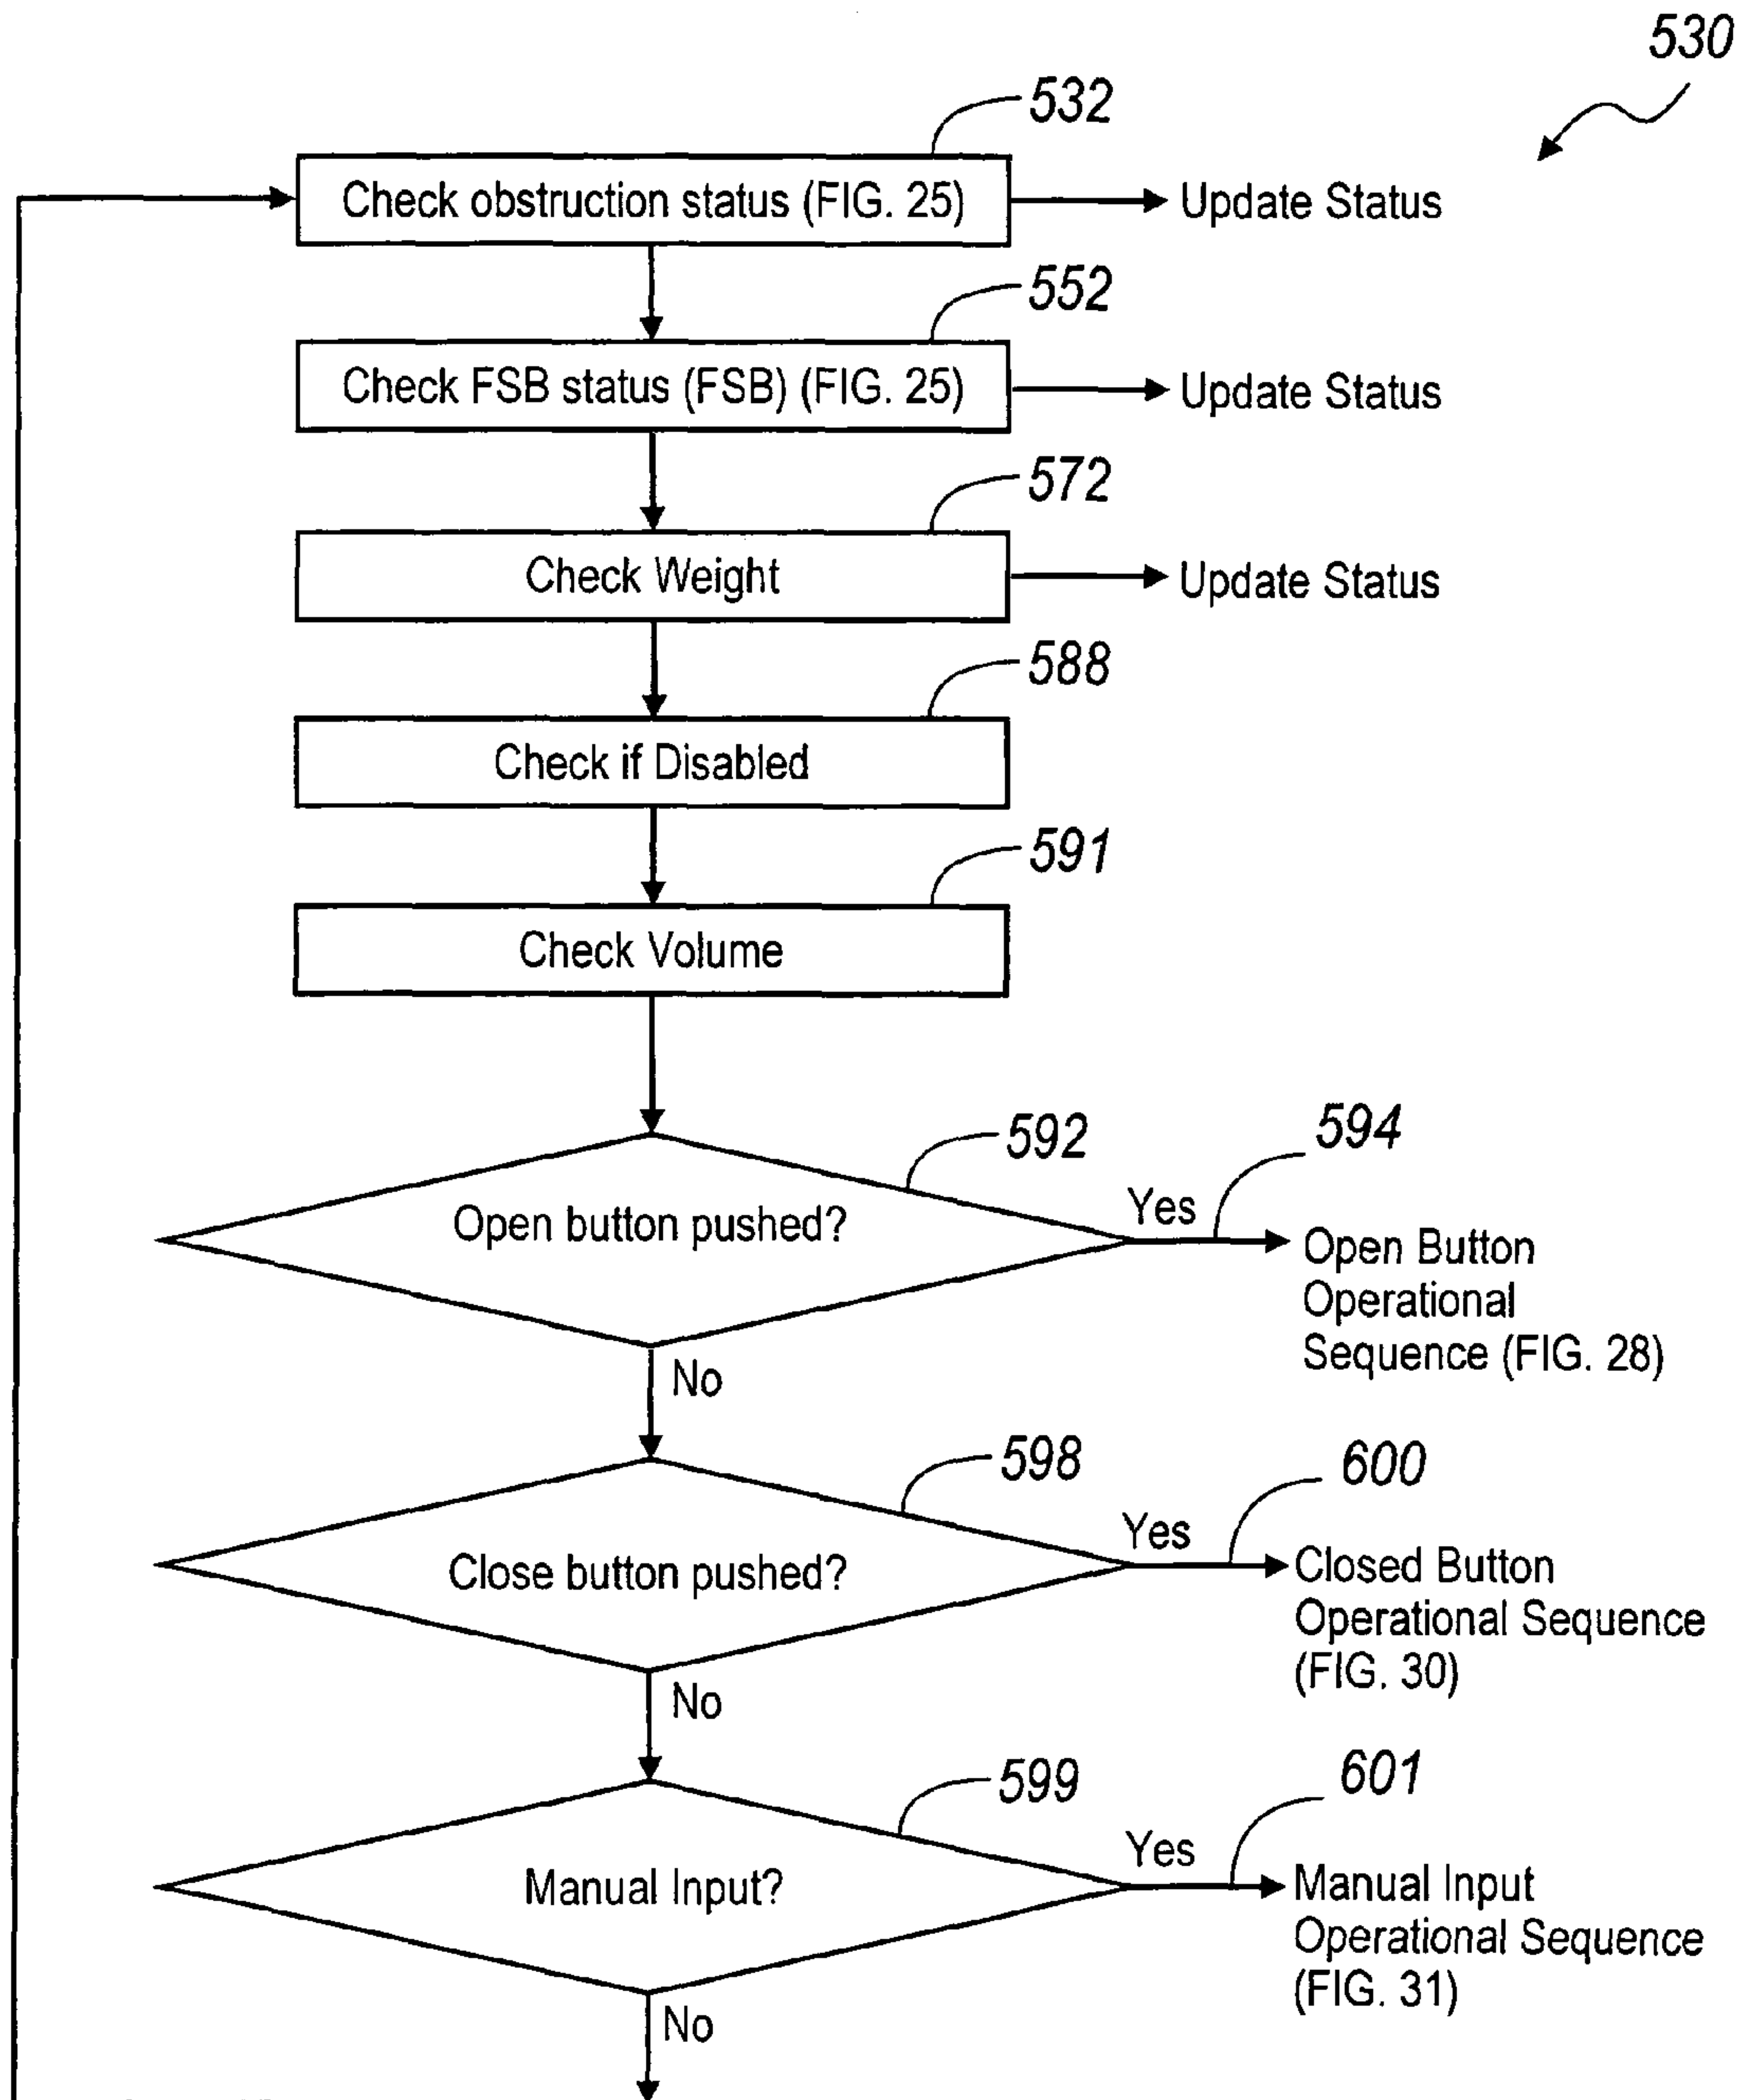 530
532
Check obstruction status (FIG. 25)
Update Status
552
Check FSB status (FSB) (FIG. 25)
Update Status
572
Check Weight
Update Status
588
Check if Disabled
591
Check Volume
592
Open button pushed?
Yes
594
Open Button
Operational
Sequence (FIG. 28)
No
598
Close button pushed?
Yes
600
Closed Button
Operational Sequence
(FIG. 30)
No
599
Manual Input?
Yes
601
Manual Input
Operational Sequence
(FIG. 31)
No